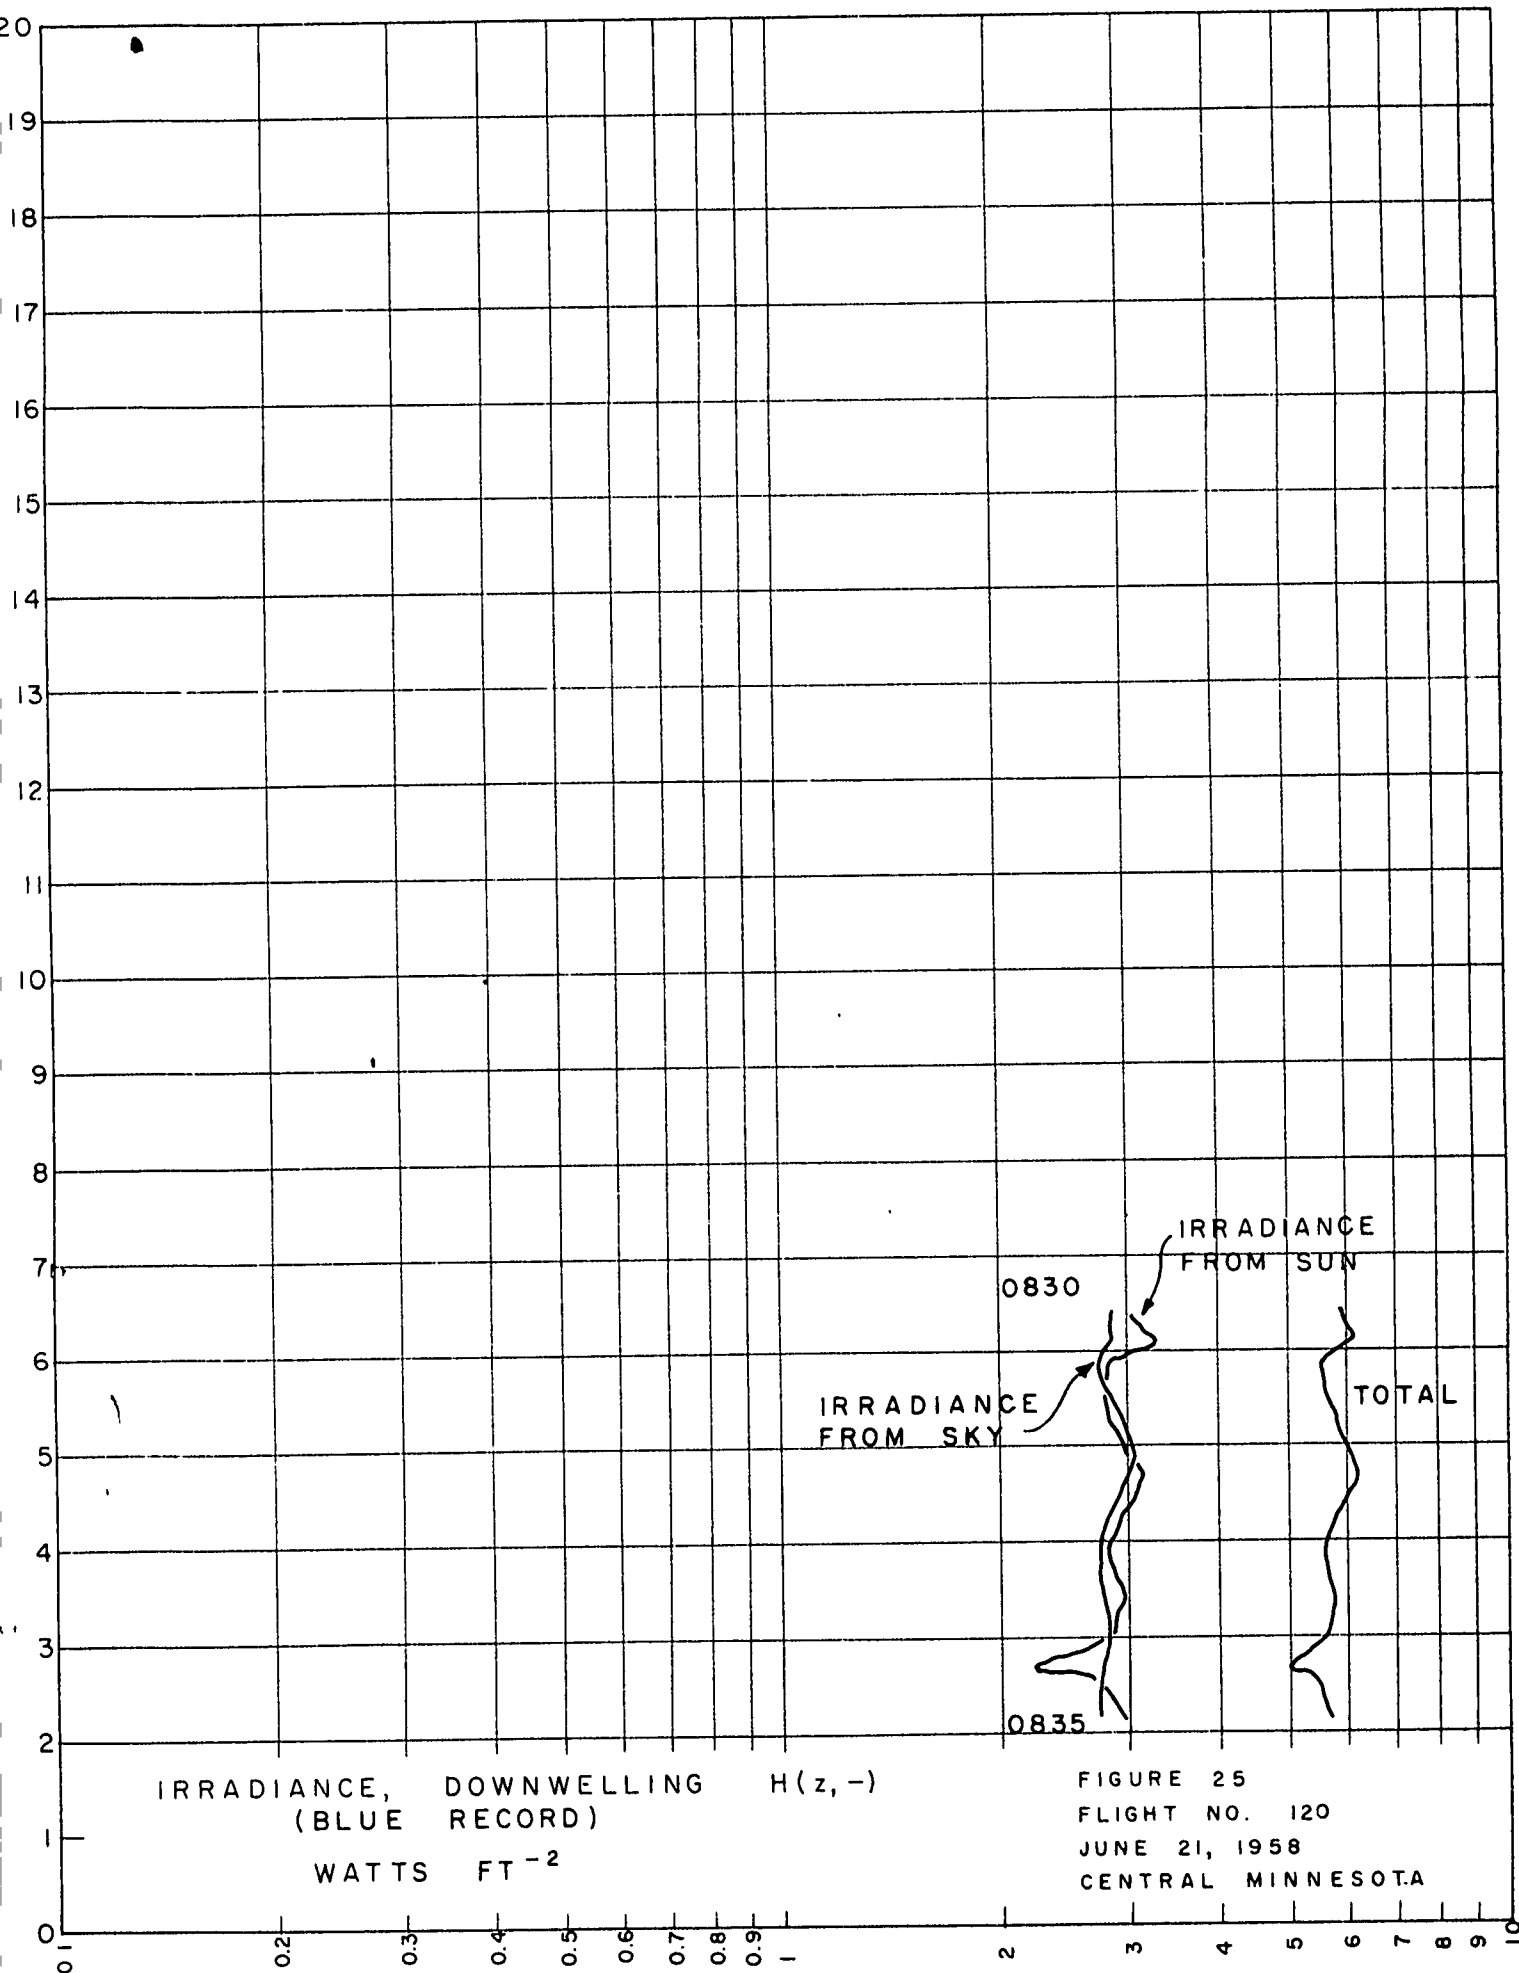 20
19
18
17
16
15
14
13
12
11
10
9
8
7
6
5
4
3
2
1
0
IRRADIANCE
FROM SUN
0830
IRRADIANCE
FROM SKY
TOTAL
0835
IRRADIANCE, DOWNWELLING H(z,-)
(BLUE RECORD)
WATTS FT⁻²
FIGURE 25
FLIGHT NO. 120
JUNE 21, 1958
CENTRAL MINNESOTA
0.1 0.2 0.3 0.4 0.5 0.6 0.7 0.8 0.9 1 2 3 4 5 6 7 8 9 10